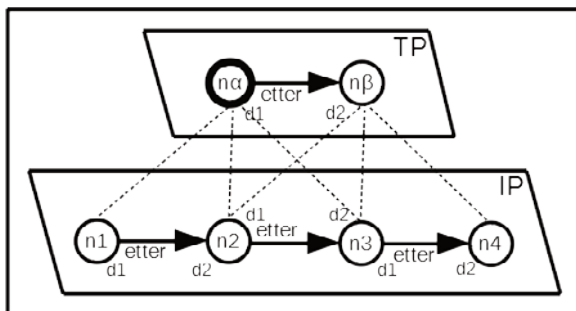 TP
nα etter nβ
d1 d2
IP
d1 d2
n1 etter n2 etter n3 etter n4
d1 d2 d1 d2